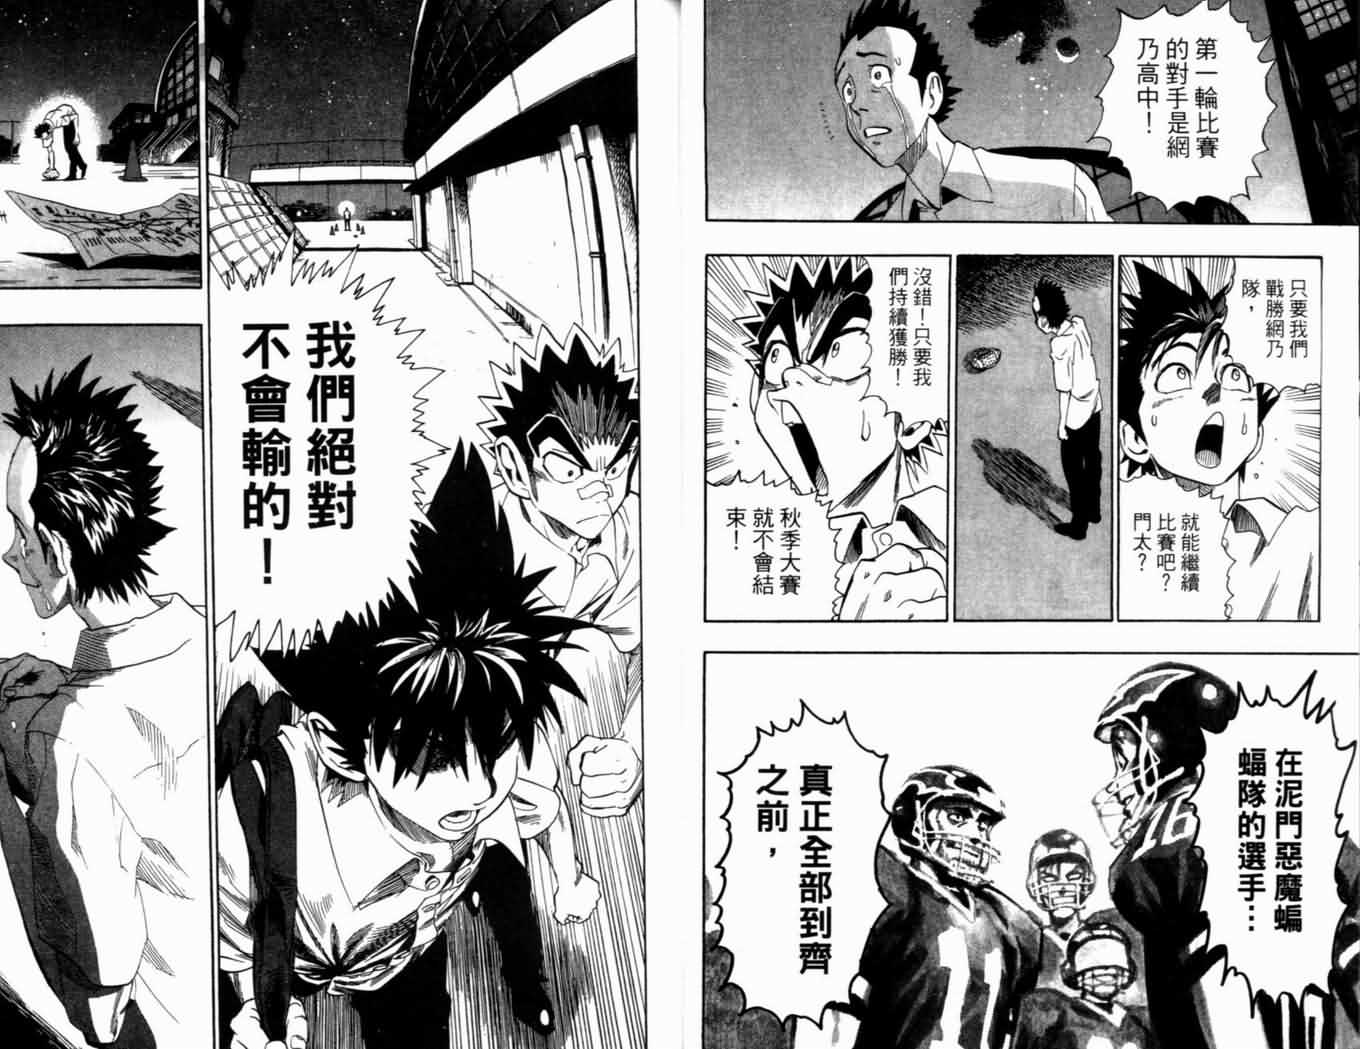 第一輪比賽
的對手是網
乃高中！
只要我們
戰勝網乃
隊，
就能繼續
比賽吧？
門太？
沒錯！只要我
們持續獲勝！
秋季大賽
就不會結
束！
在泥門惡魔蝙
蝠隊的選手…
16
真正全部到齊
之前，
11
我們絕對
不會輸的！